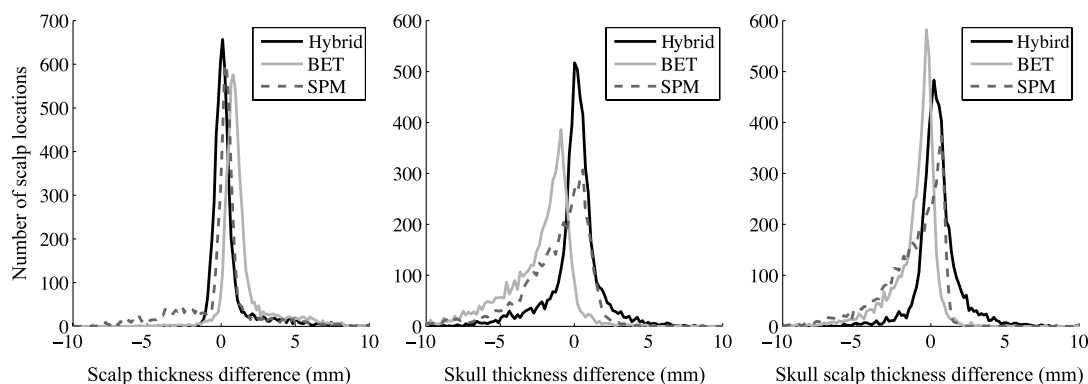 Number of scalp locations
700
600
500
400
300
200
100
0
−10
−5
0
5
10
Scalp thickness difference (mm)
Hybrid
BET
SPM
600
500
400
300
200
100
0
−10
−5
0
5
10
Skull thickness difference (mm)
Hybrid
BET
SPM
600
500
400
300
200
100
0
−10
−5
0
5
10
Skull scalp thickness difference (mm)
Hybird
BET
SPM